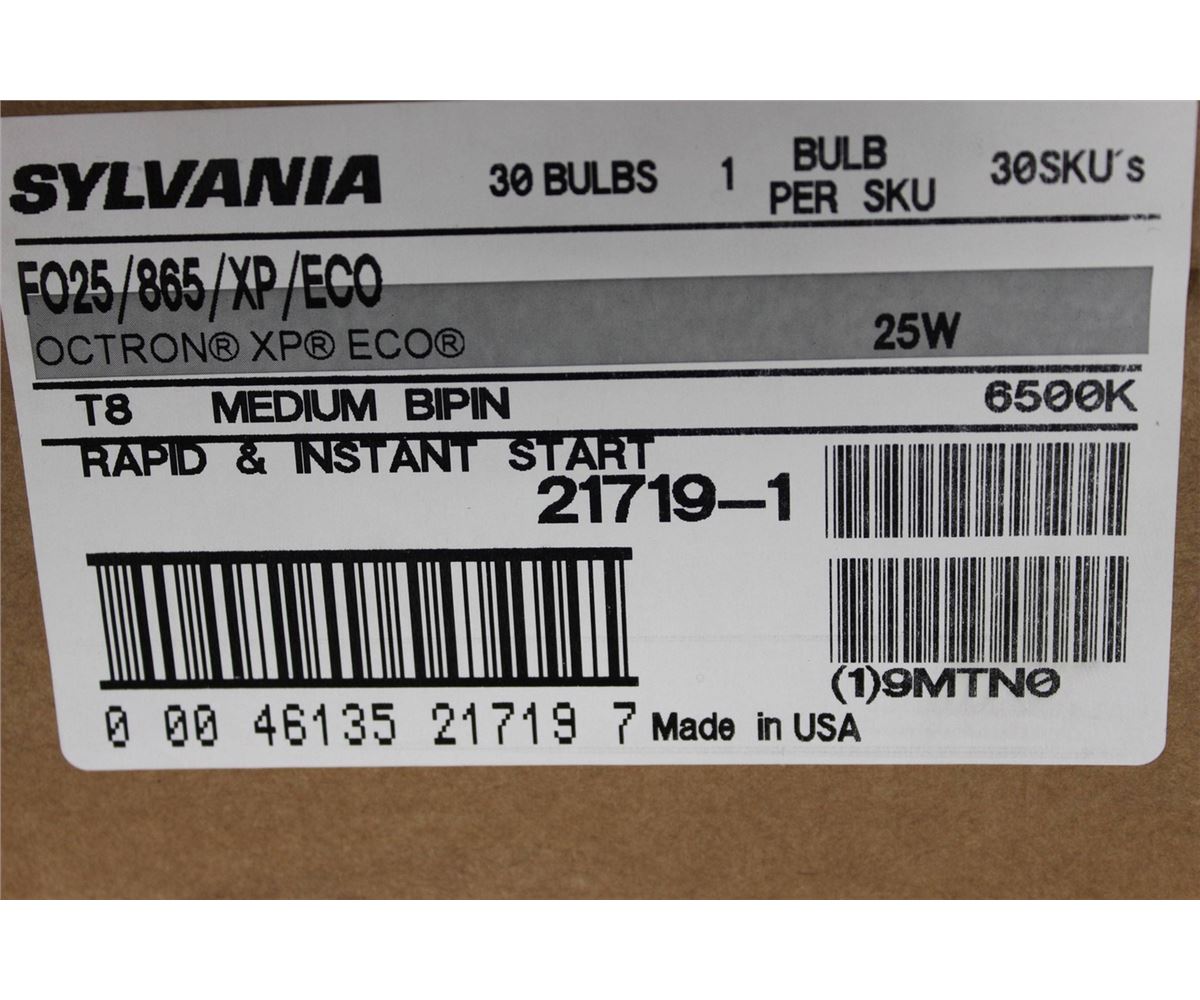 SYLVANIA 30 BULBS 1 BULB PER SKU 30SKU's
FO25/865/XP/ECO
OCTRON® XP® ECO® 25W
T8 MEDIUM BIPIN 6500K
RAPID & INSTANT START
21719-1
(1)9MTN0
0 00 46135 21719 7 Made in USA